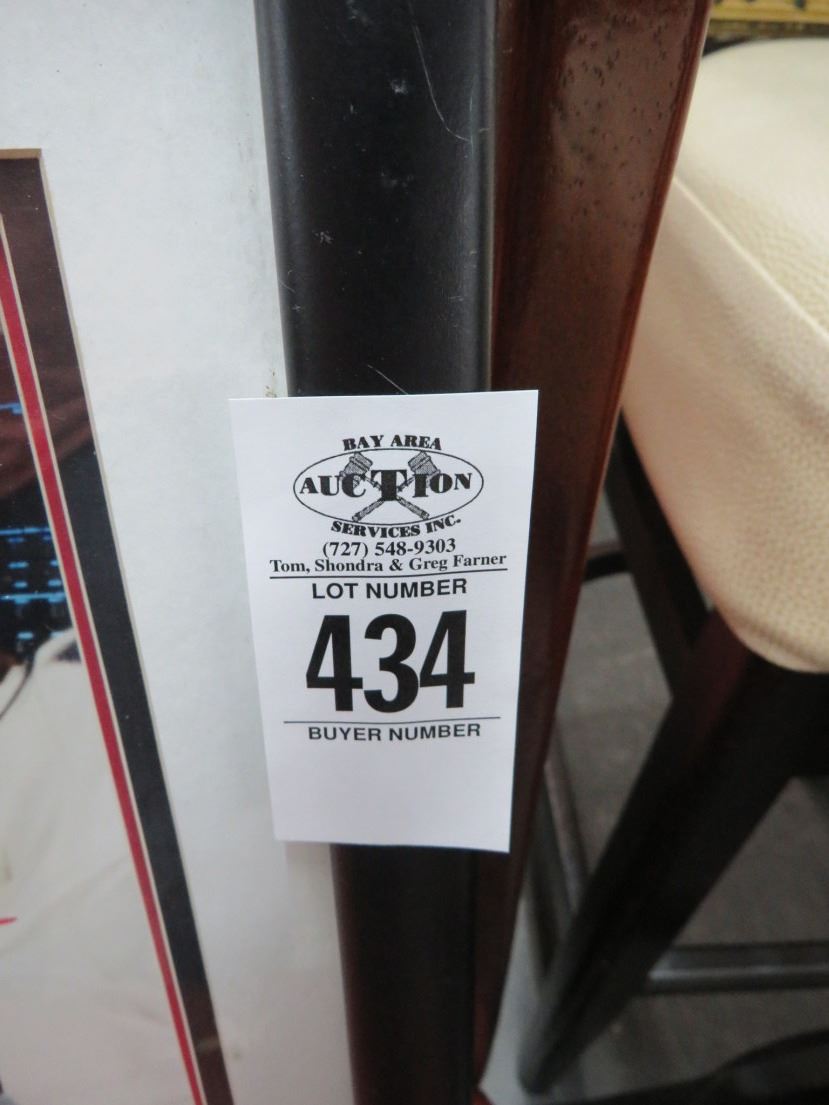 BAY AREA
AUCTION
SERVICES INC.
(727) 548-9303
Tom, Shondra & Greg Farner
LOT NUMBER
434
BUYER NUMBER